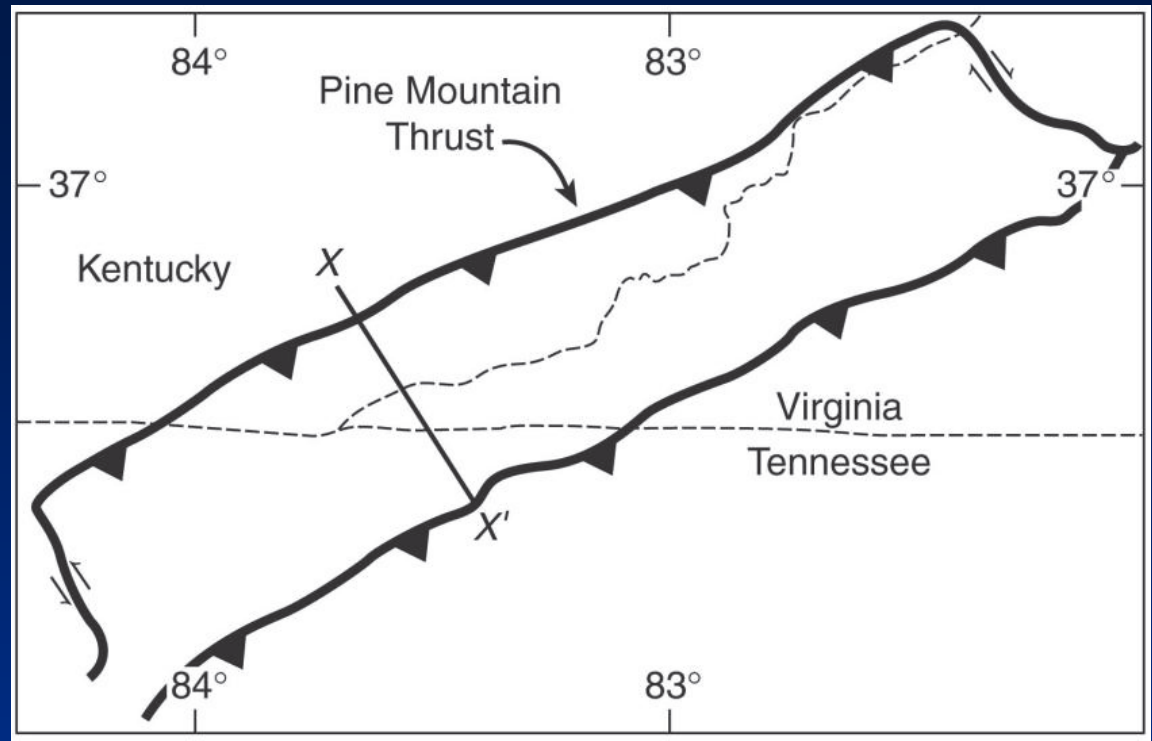 84°
83°
Pine Mountain
Thrust
37°
37°
Kentucky
X
Virginia
Tennessee
X'
84°
83°